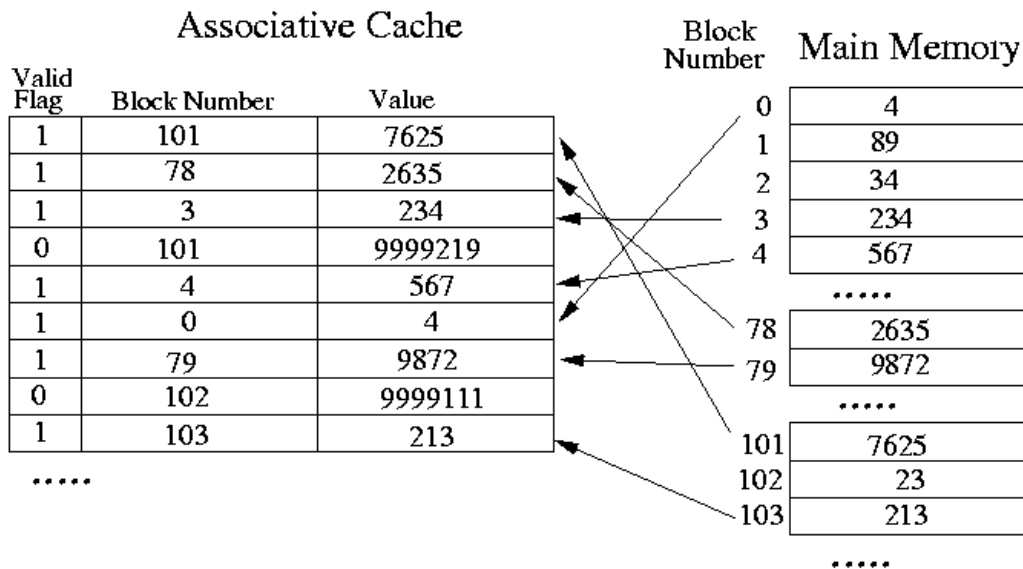 Associative Cache
Valid Flag Block Number Value
1 101 7625
1 78 2635
1 3 234
0 101 9999219
1 4 567
1 0 4
1 79 9872
0 102 9999111
1 103 213
.....
Block Number Main Memory
0 4
1 89
2 34
3 234
4 567
.....
78 2635
79 9872
.....
101 7625
102 23
103 213
.....